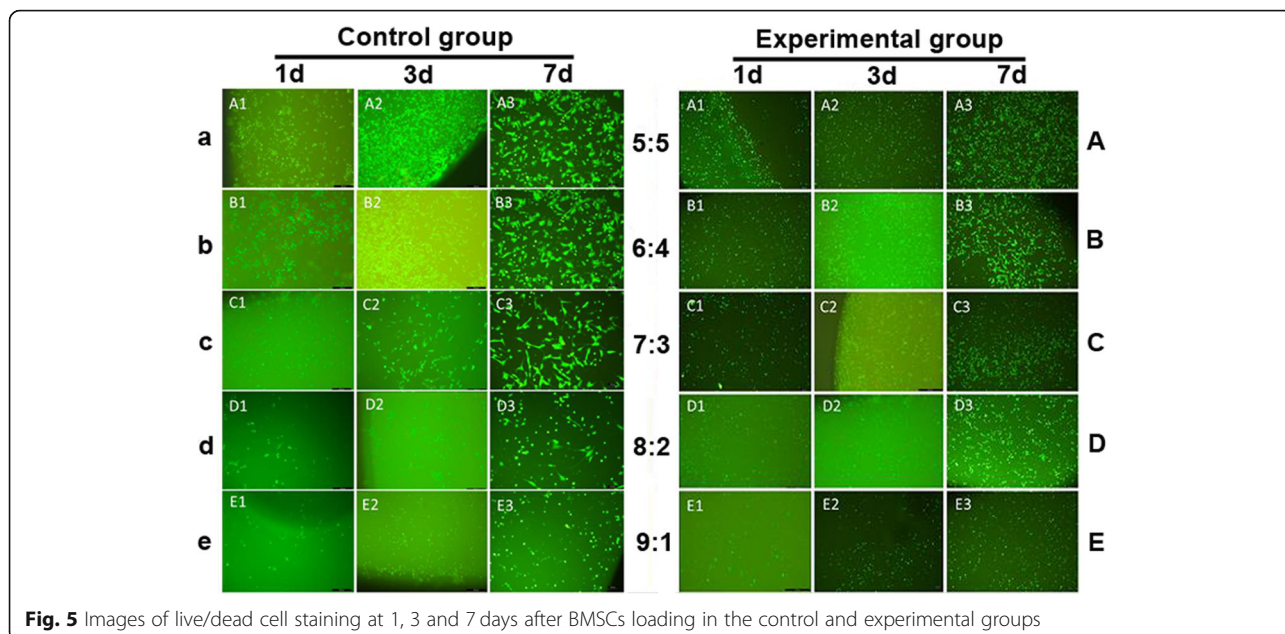 Control group
Experimental group
1d 3d 7d
1d 3d 7d
a A1 A2 A3 5:5 A1 A2 A3 A
b B1 B2 B3 6:4 B1 B2 B3 B
c C1 C2 C3 7:3 C1 C2 C3 C
d D1 D2 D3 8:2 D1 D2 D3 D
e E1 E2 E3 9:1 E1 E2 E3 E
Fig. 5 Images of live/dead cell staining at 1, 3 and 7 days after BMSCs loading in the control and experimental groups